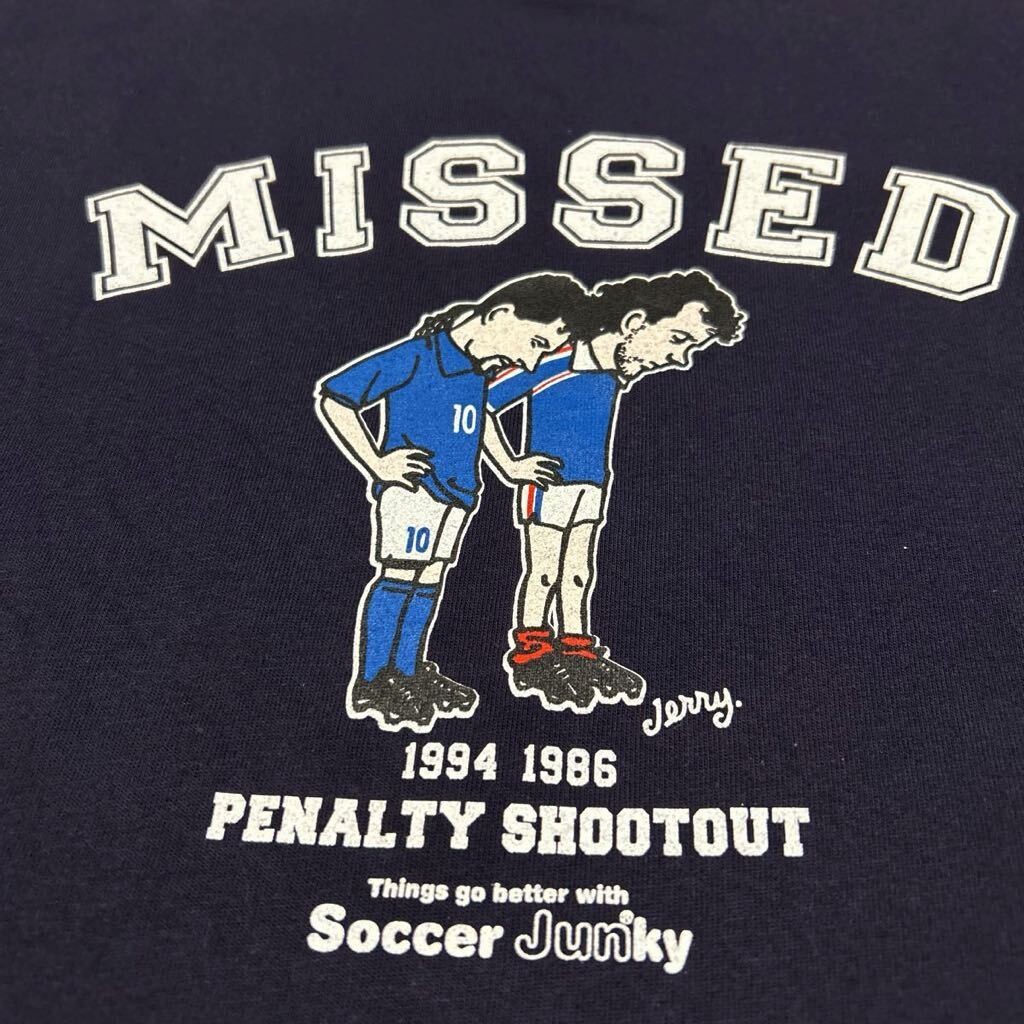 MISSED
10
10
Jerry.
1994 1986
PENALTY SHOOTOUT
Things go better with
Soccer Junky